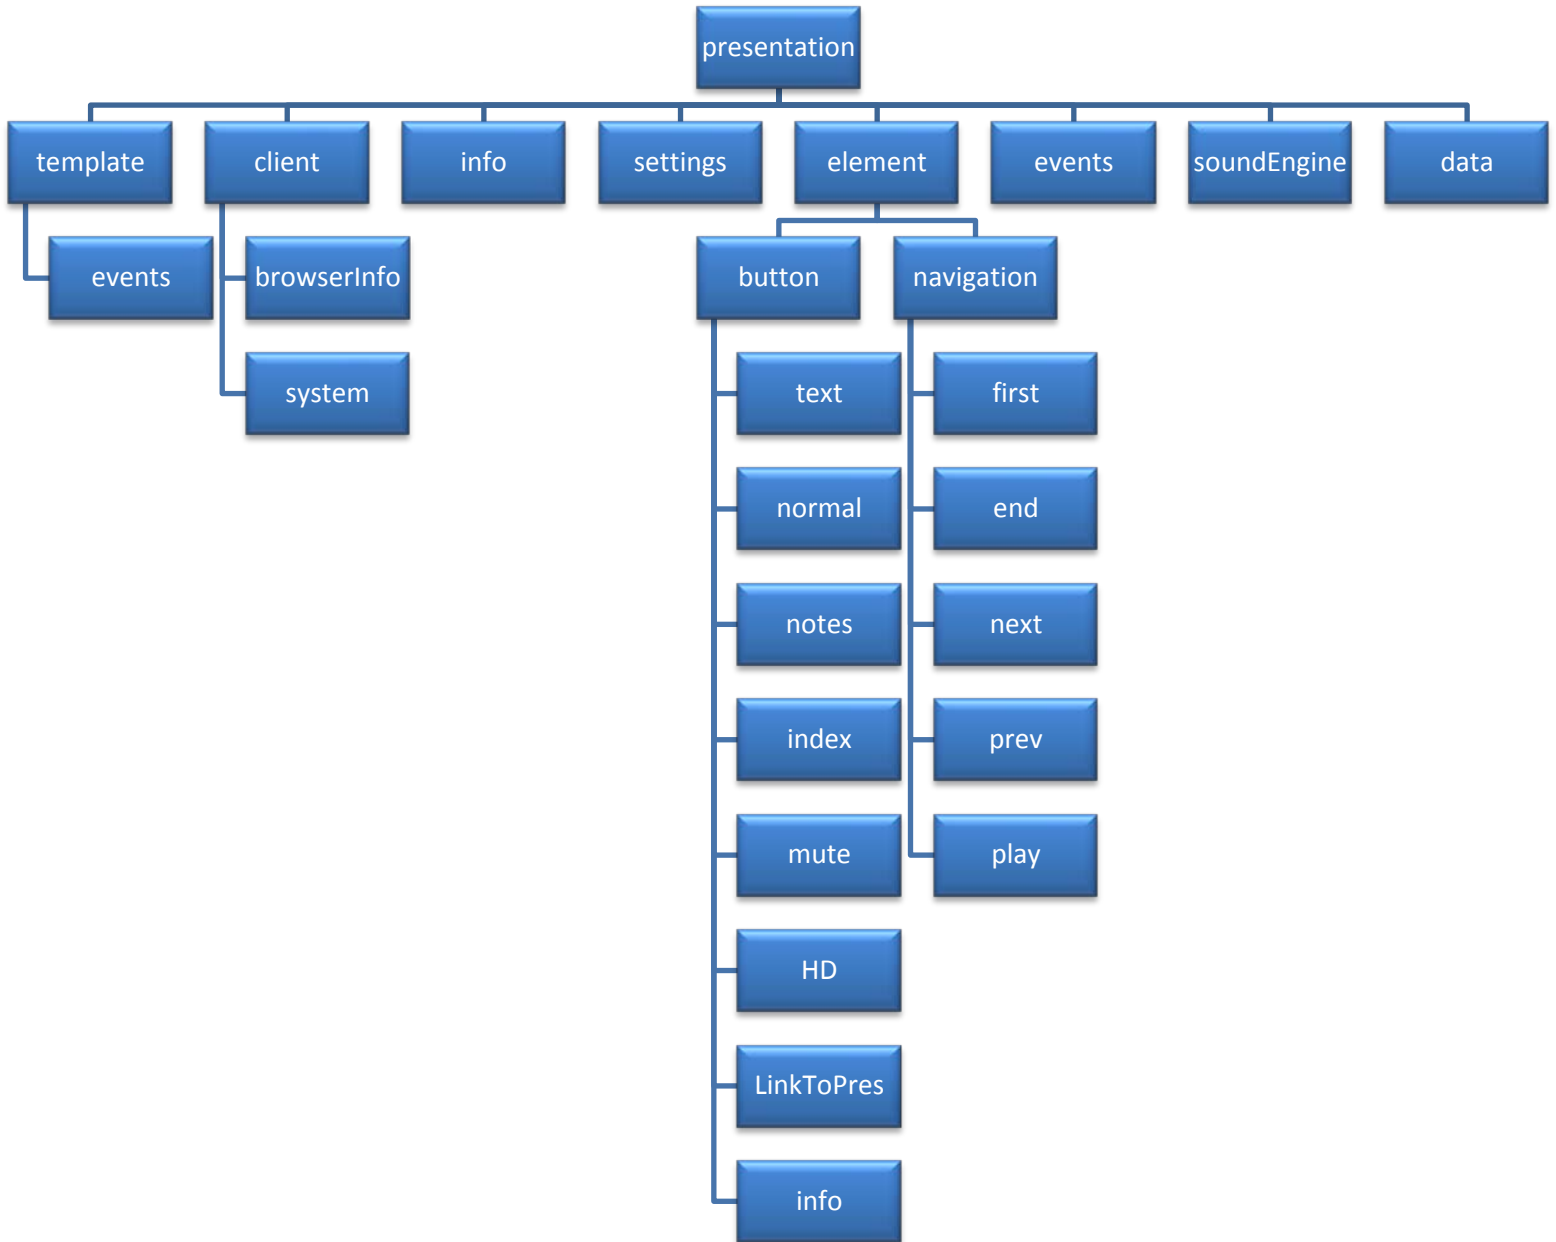 presentation
template
client
info
settings
element
events
soundEngine
data
events
browserInfo
button
navigation
system
text
first
normal
end
notes
next
index
prev
mute
play
HD
LinkToPres
info